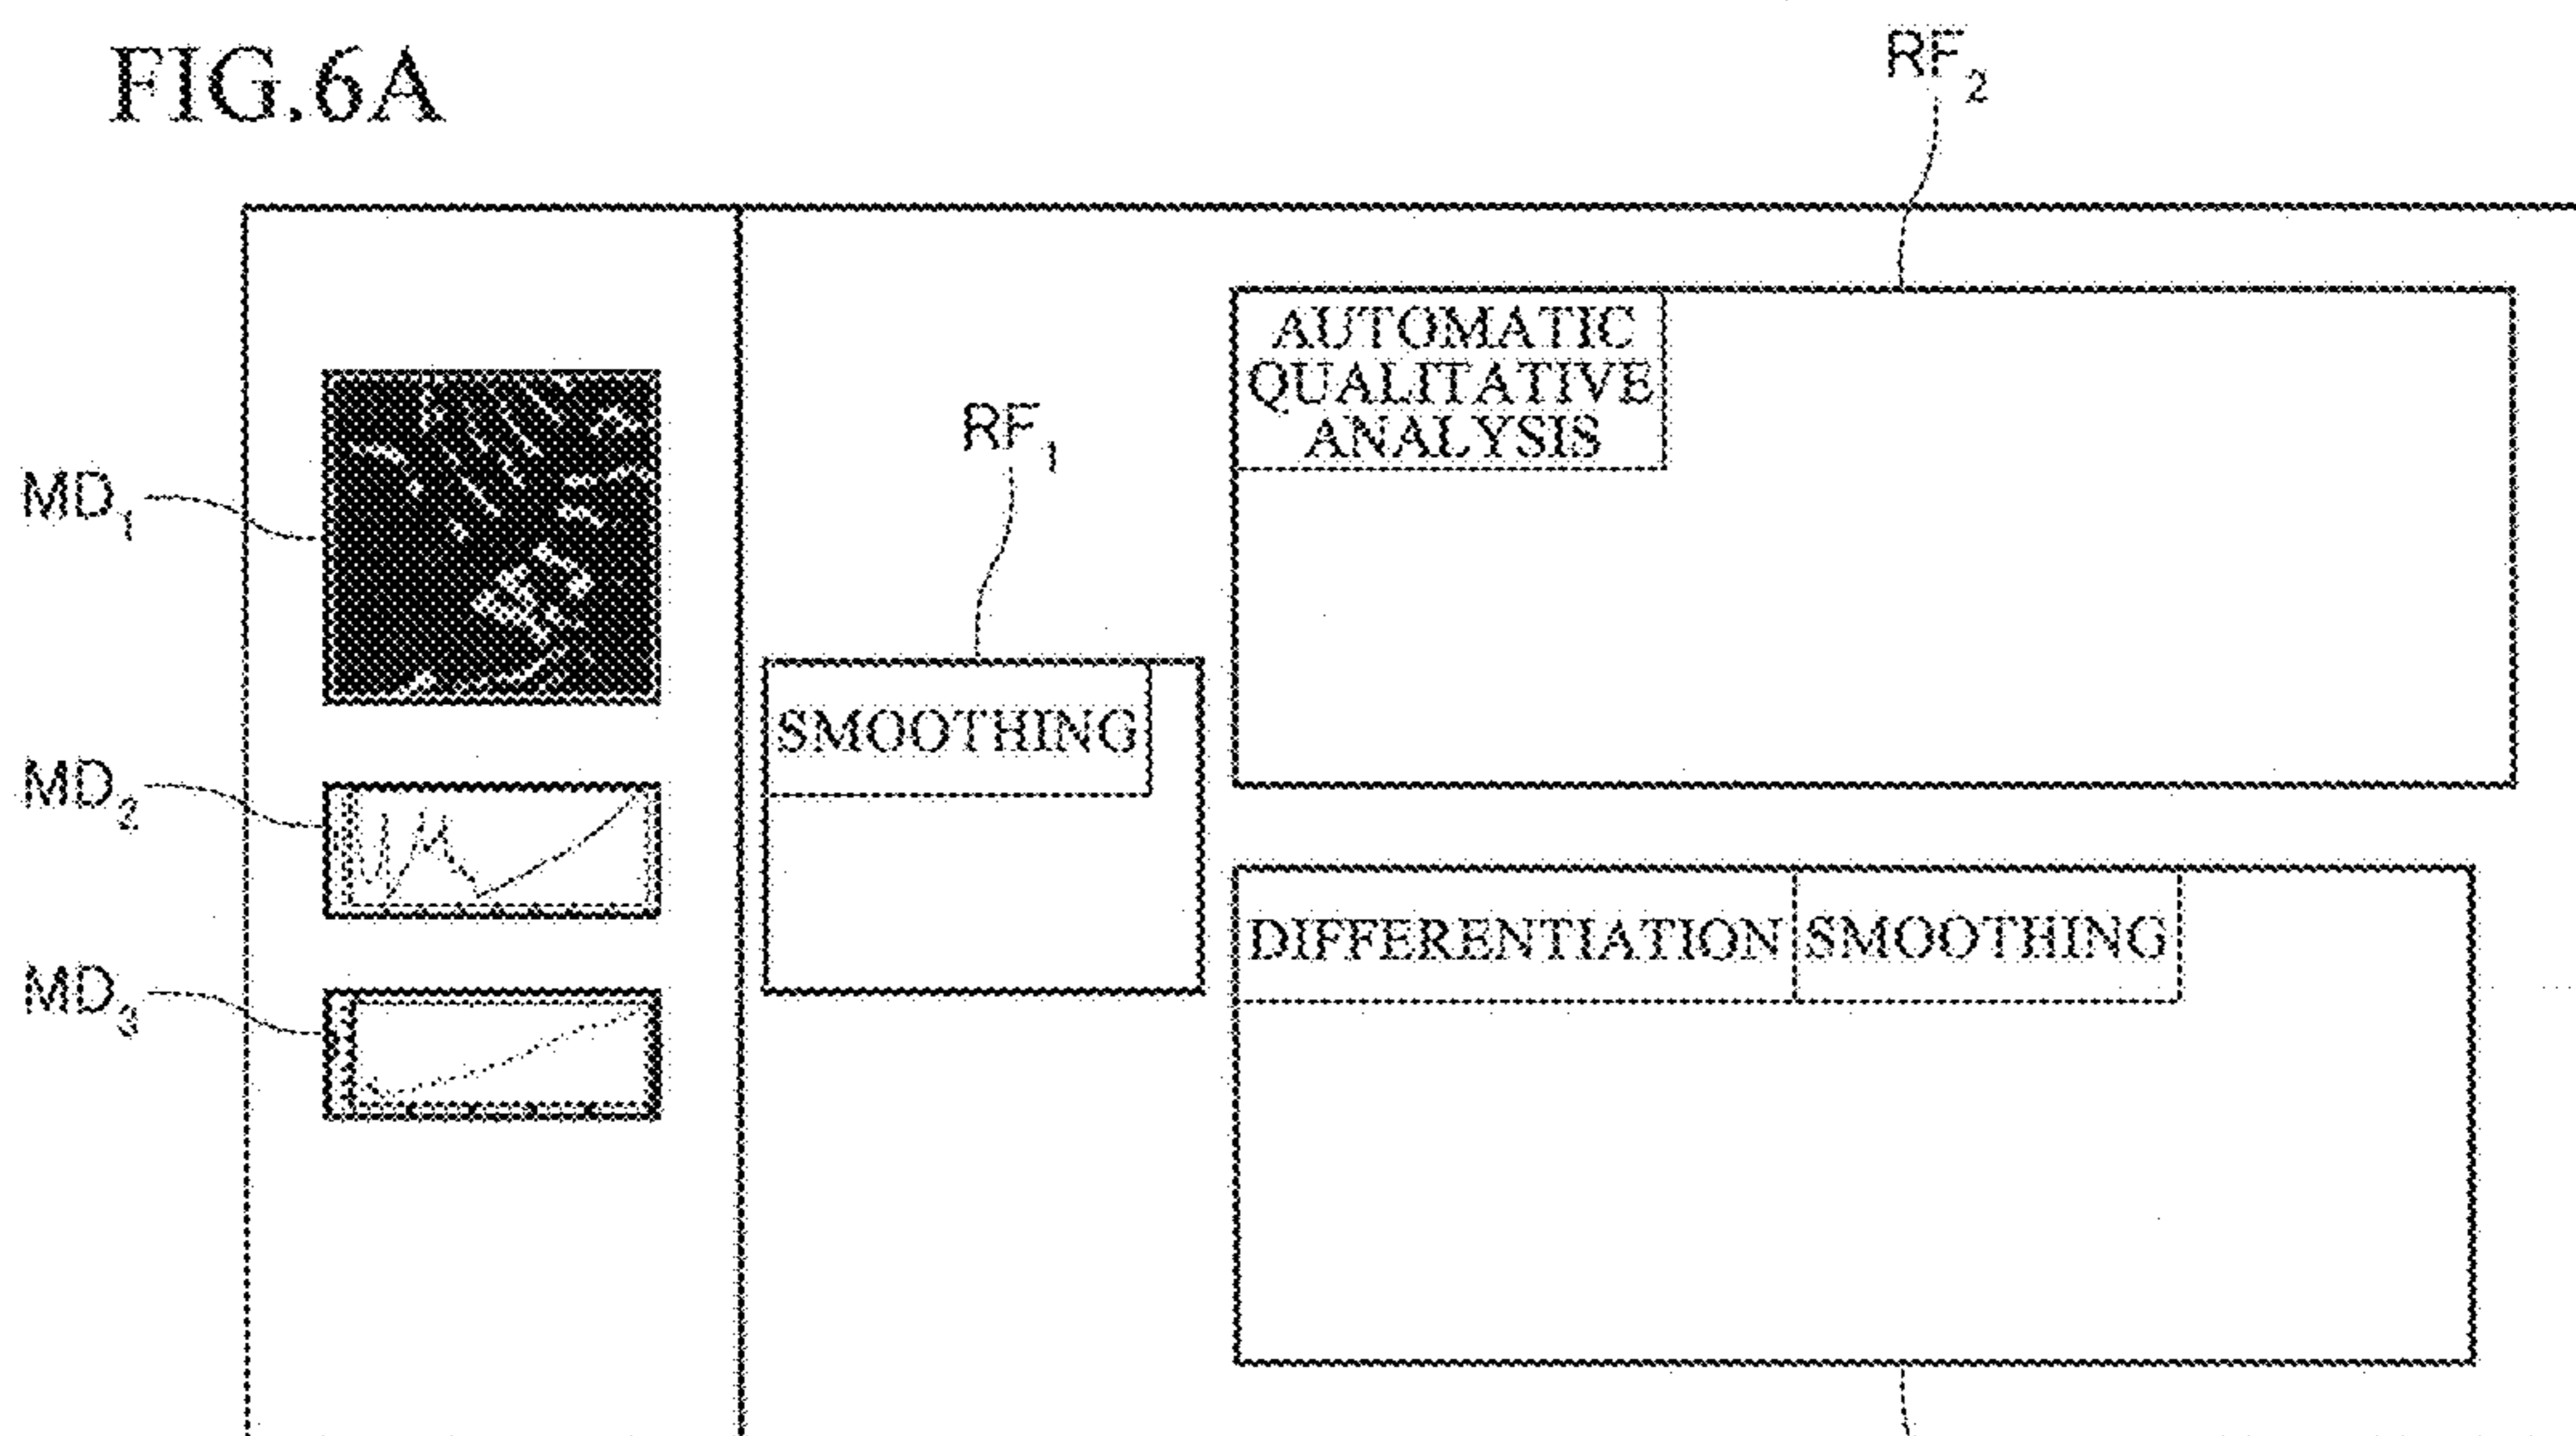 FIG.6A
RF2
AUTOMATIC
QUALITATIVE
ANALYSIS
RF1
MD1
SMOOTHING
MD2
DIFFERENTIATION SMOOTHING
MD3